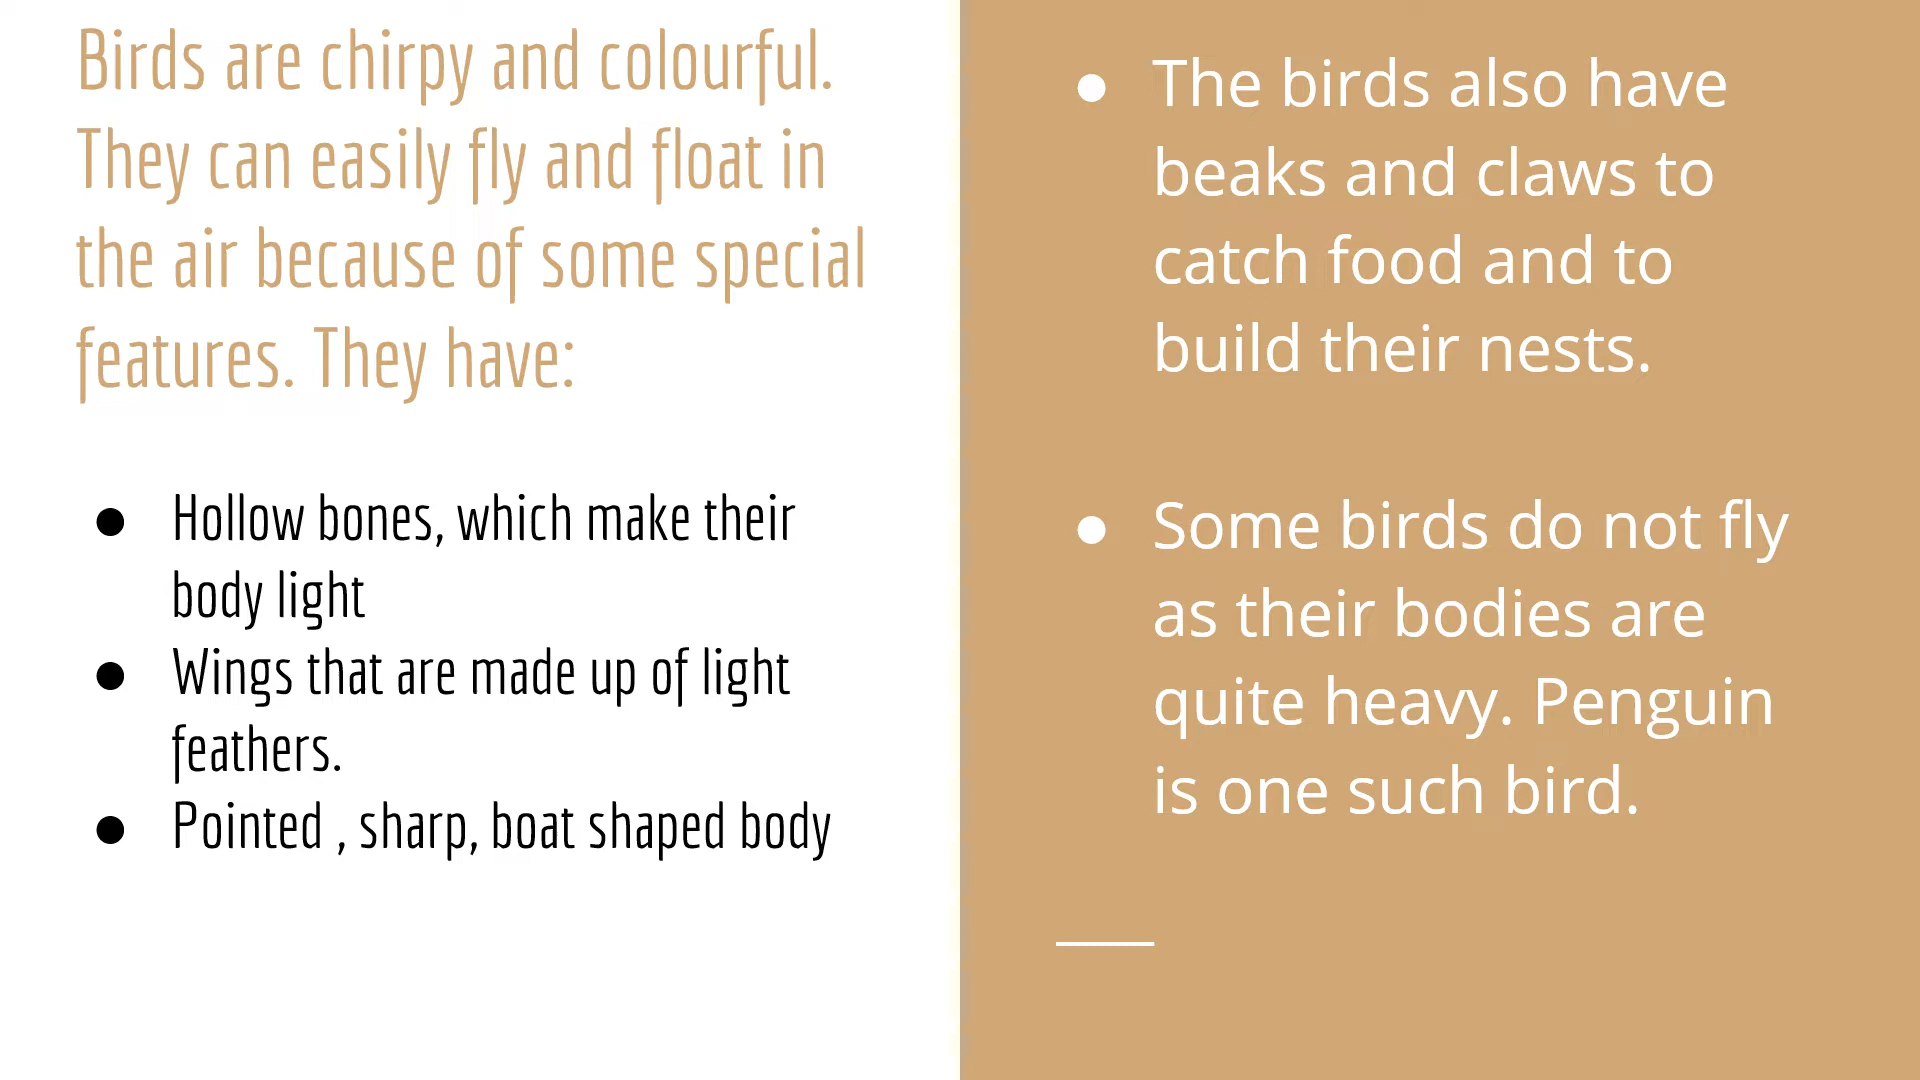 Birds are chirpy and colourful.
They can easily fly and float in
the air because of some special
features. They have:
● Hollow bones, which make their
body light
● Wings that are made up of light
feathers.
● Pointed , sharp, boat shaped body
● The birds also have
beaks and claws to
catch food and to
build their nests.
● Some birds do not fly
as their bodies are
quite heavy. Penguin
is one such bird.